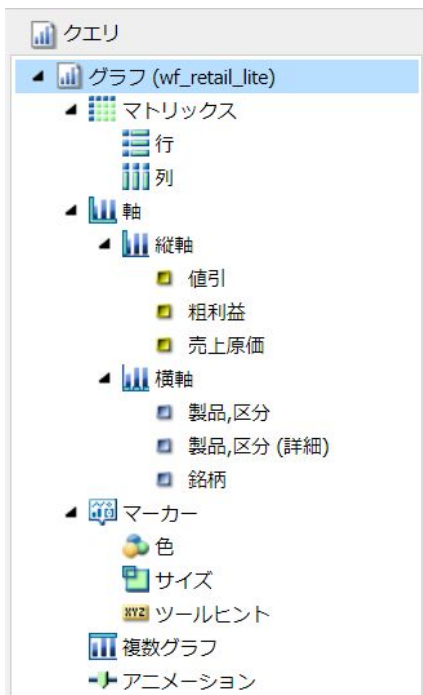 クエリ
グラフ (wf_retail_lite)
マトリックス
行
列
軸
縦軸
値引
粗利益
売上原価
横軸
製品,区分
製品,区分 (詳細)
銘柄
マーカー
色
サイズ
XYZ ツールヒント
複数グラフ
アニメーション